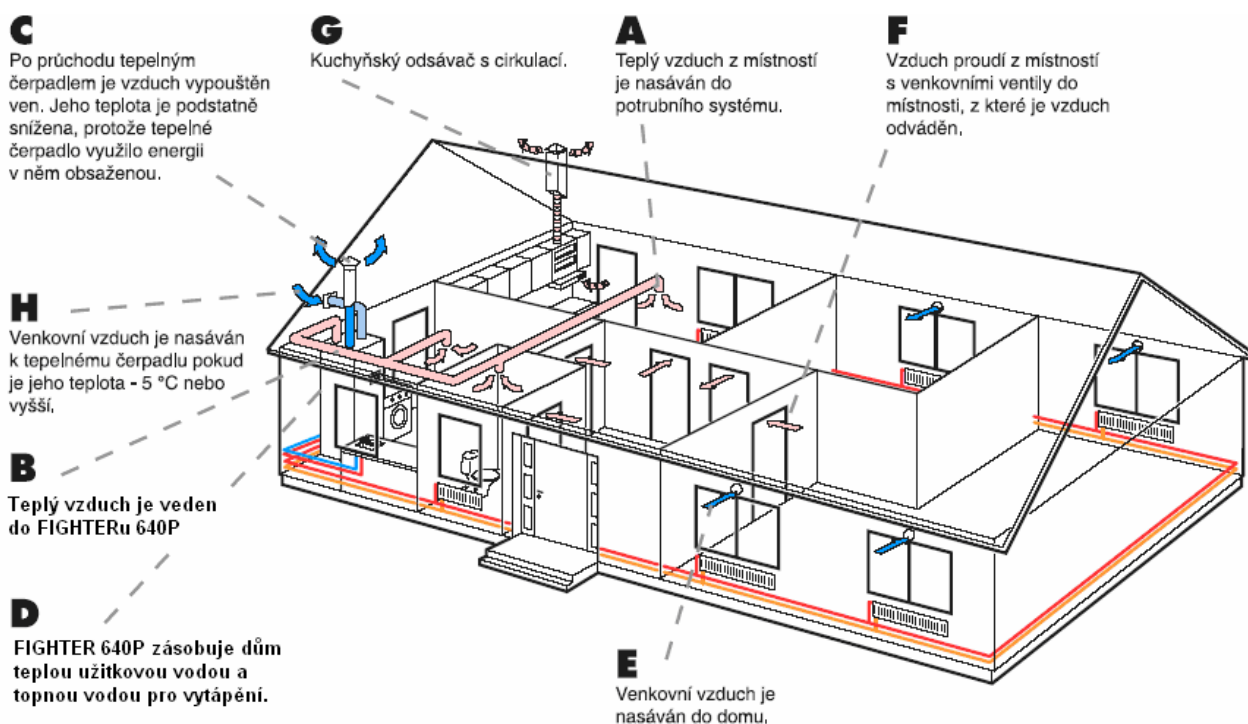 C
Po průchodu tepelným
čerpadlem je vzduch vypouštěn
ven. Jeho teplota je podstatně
snížena, protože tepelné
čerpadlo využilo energii
v něm obsaženou.
G
Kuchyňský odsávač s cirkulací.
A
Teplý vzduch z místností
je nasáván do
potrubního systému.
F
Vzduch proudí z místností
s venkovními ventily do
místnosti, z které je vzduch
odváděn,
H
Venkovní vzduch je nasáván
k tepelnému čerpadlu pokud
je jeho teplota - 5 °C nebo
vyšší,
B
Teplý vzduch je veden
do FIGHTERu 640P
D
FIGHTER 640P zásobuje dům
teplou užitkovou vodou a
topnou vodou pro vytápění.
E
Venkovní vzduch je
nasáván do domu,